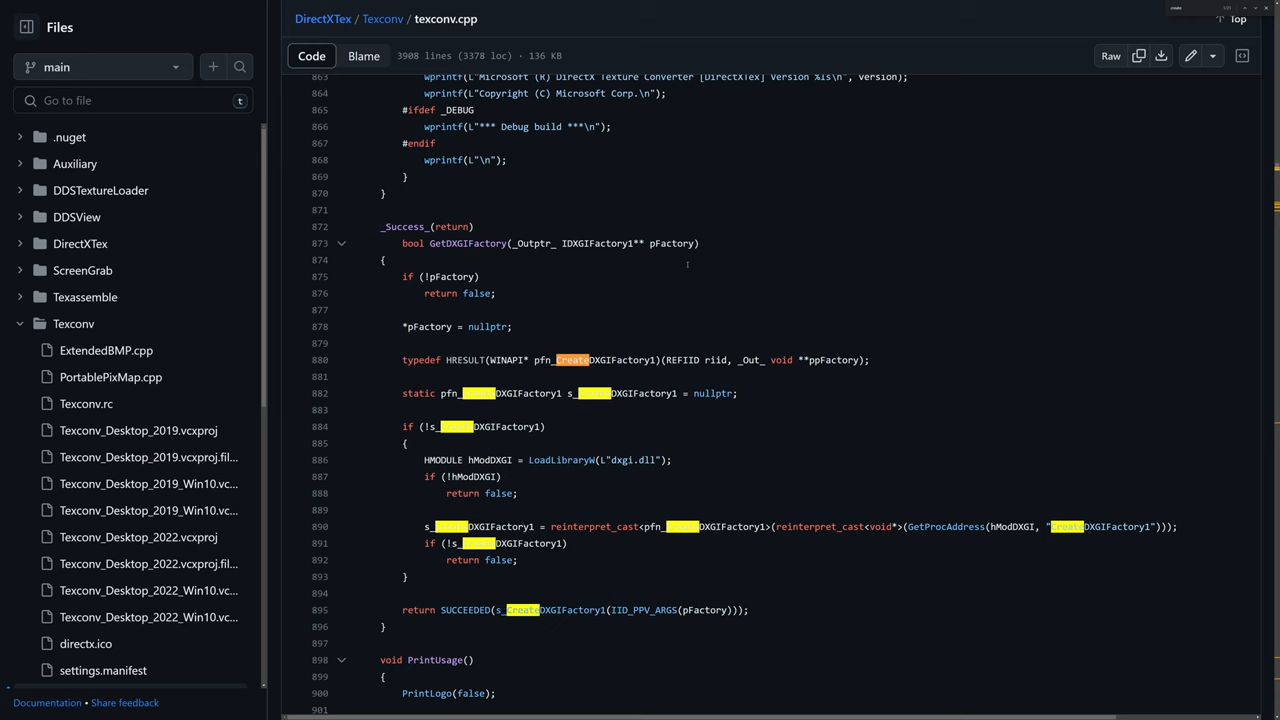 Files
main
Go to file
t
.nuget
Auxiliary
DDSTextureLoader
DDSView
DirectXTex
ScreenGrab
Texassemble
Texconv
ExtendedBMP.cpp
PortablePixMap.cpp
Texconv.rc
Texconv_Desktop_2019.vcxproj
Texconv_Desktop_2019.vcxproj.fil...
Texconv_Desktop_2019_Win10.vc...
Texconv_Desktop_2019_Win10.vc...
Texconv_Desktop_2022.vcxproj
Texconv_Desktop_2022.vcxproj.fil...
Texconv_Desktop_2022_Win10.vc...
Texconv_Desktop_2022_Win10.vc...
directx.ico
settings.manifest
Documentation • Share feedback
DirectXTex / Texconv / texconv.cpp
create
Top
Code Blame 3908 lines (3378 loc) · 136 KB
Raw
863 wprintf(L"Microsoft (R) DirectX Texture Converter [DirectXTex] Version %ls\n", version);
864 wprintf(L"Copyright (C) Microsoft Corp.\n");
865 #ifdef _DEBUG
866 wprintf(L"*** Debug build ***\n");
867 #endif
868 wprintf(L"\n");
869 }
870 }
871
872 _Success_(return)
873 bool GetDXGIFactory(_Outptr_ IDXGIFactory1** pFactory)
874 {
875 if (!pFactory)
876 return false;
877
878 *pFactory = nullptr;
879
880 typedef HRESULT(WINAPI* pfn_CreateDXGIFactory1)(REFIID riid, _Out_ void **ppFactory);
881
882 static pfn_CreateDXGIFactory1 s_CreateDXGIFactory1 = nullptr;
883
884 if (!s_CreateDXGIFactory1)
885 {
886 HMODULE hModDXGI = LoadLibraryW(L"dxgi.dll");
887 if (!hModDXGI)
888 return false;
889
890 s_CreateDXGIFactory1 = reinterpret_cast<pfn_CreateDXGIFactory1>(reinterpret_cast<void*>(GetProcAddress(hModDXGI, "CreateDXGIFactory1")));
891 if (!s_CreateDXGIFactory1)
892 return false;
893 }
894
895 return SUCCEEDED(s_CreateDXGIFactory1(IID_PPV_ARGS(pFactory)));
896 }
897
898 void PrintUsage()
899 {
900 PrintLogo(false);
901